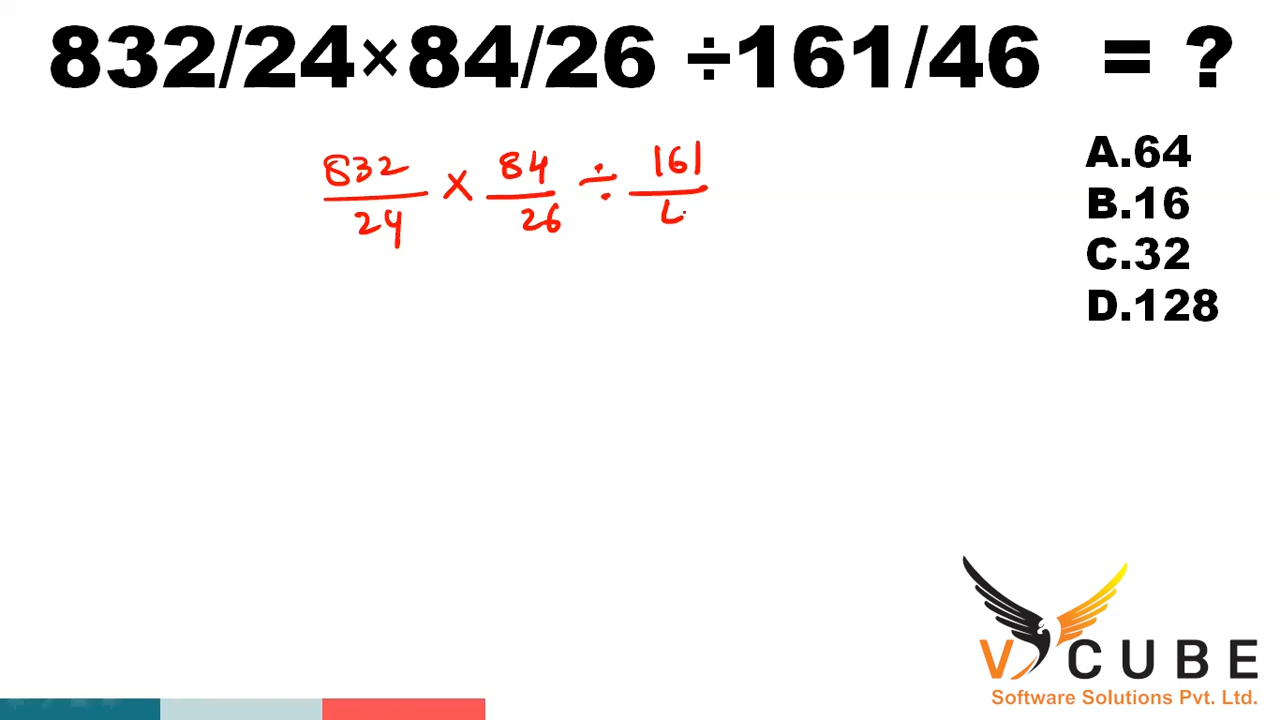 832/24×84/26 ÷161/46 = ?
832/24 × 84/26 ÷ 161/L
A.64
B.16
C.32
D.128
V CUBE
Software Solutions Pvt. Ltd.